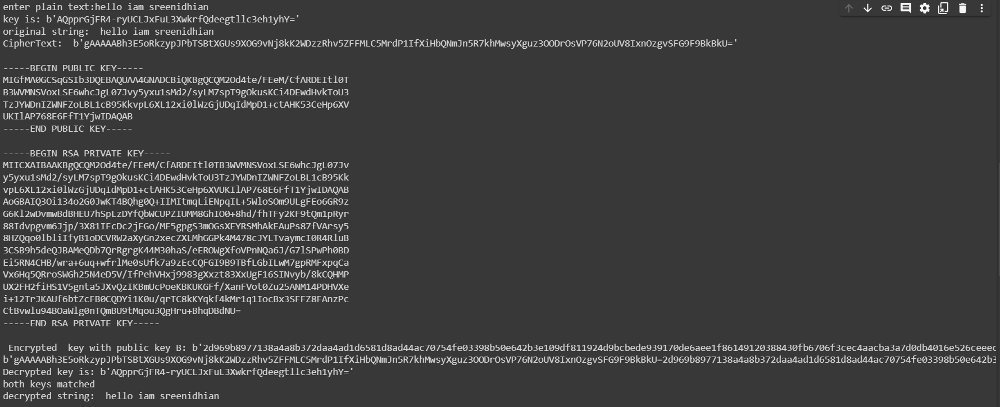 enter plain text:hello iam sreenidhian
key is: b'AQpprGjFR4-ryUCLJxFuL3XwkrfQdeegtllc3eh1yhY='
original string:  hello iam sreenidhian
CipherText:  b'gAAAAABh3E5oRkzypJPbTSBtXGUs9XOG9vNj8kK2WDzzRhv5ZFFMLC5MrdP1IfXiHbQNmJn5R7khMwsyXguz3OODrOsVP76N2oUV8IxnOzgvSFG9F9BkBkU='
-----BEGIN PUBLIC KEY-----
MIGfMA0GCSqGSIb3DQEBAQUAA4GNADCBiQKBgQCQM2Od4te/FEeM/CfARDEItl0T
B3WVMNSVoxLSE6whcJgL07Jvy5yxu1sMd2/syLM7spT9gOkusKCi4DEwdHvkToU3
TzJYWDnIZWNFZoLBL1cB95KkvpL6XL12xi0lWzGjUDqIdMpD1+ctAHK53CeHp6XV
UKIlAP768E6FfT1YjwIDAQAB
-----END PUBLIC KEY-----
-----BEGIN RSA PRIVATE KEY-----
MIICXAIBAAKBgQCQM2Od4te/FEeM/CfARDEItl0TB3WVMNSVoxLSE6whcJgL07Jv
y5yxu1sMd2/syLM7spT9gOkusKCi4DEwdHvkToU3TzJYWDnIZWNFZoLBL1cB95Kk
vpL6XL12xi0lWzGjUDqIdMpD1+ctAHK53CeHp6XVUKIlAP768E6FfT1YjwIDAQAB
AoGBAIQ3Oi134o2G0JwKT4BQhg0Q+IIMItmqLiENpqIL+5WloSOm9ULgFEo6GR9z
G6Kl2wDvmwBdBHEU7hSpLzDYfQbWCUPZIUMM8GhIO0+8hd/fhTFy2KF9tQm1pRyr
88Idvpgvm6Jjp/3X81IFcDc2jFGo/MF5gpgS3mOGsXEYRSMhAkEAuPs87fVArsy5
8HZQqo0lbliIfyB1oDCVRW2aXyGn2xecZXLMhGGPk4M478cJYLTvaymcI0R4RluB
3CSB9h5deQJBAMeQDb7QrRgrgK44M30haS/eEROWgXfoVPnNQa6J/G7lSPwPh0BD
Ei5RN4CHB/wra+6uq+wfrlMe0sUfk7a9zEcCQFGI9B9TBfLGbILwM7gpRMFxpqCa
Vx6Hq5QRroSWGh25N4eD5V/IfPehVHxj9983gXxzt83XxUgF16SINvyb/8kCQHMP
UX2FH2fiHS1V5gnta5JXvQzIKBmUcPoeKBKUKGFf/XanFVot0Zu25ANM14PDHVXe
i+12TrJKAUf6btZcFB0CQDYi1K0u/qrTC8kKYqkf4kMr1q1IocBx3SFFZ8FAnzPc
CtBvwlu94BOaWlg0nTQmBU9tMqou3QgHru+BhqDBdNU=
-----END RSA PRIVATE KEY-----
Encrypted  key with public key B: b'2d969b8977138a4a8b372daa4ad1d6581d8ad44ac70754fe03398b50e642b3e109df811924d9bcbede939170de6aee1f86149120388430fb6706f3cec4aacba3a7d0db4016e526ceeec
b'gAAAAABh3E5oRkzypJPbTSBtXGUs9XOG9vNj8kK2WDzzRhv5ZFFMLC5MrdP1IfXiHbQNmJn5R7khMwsyXguz3OODrOsVP76N2oUV8IxnOzgvSFG9F9BkBkU=2d969b8977138a4a8b372daa4ad1d6581d8ad44ac70754fe03398b50e642b3
Decrypted key is: b'AQpprGjFR4-ryUCLJxFuL3XwkrfQdeegtllc3eh1yhY='
both keys matched
decrypted string:  hello iam sreenidhian